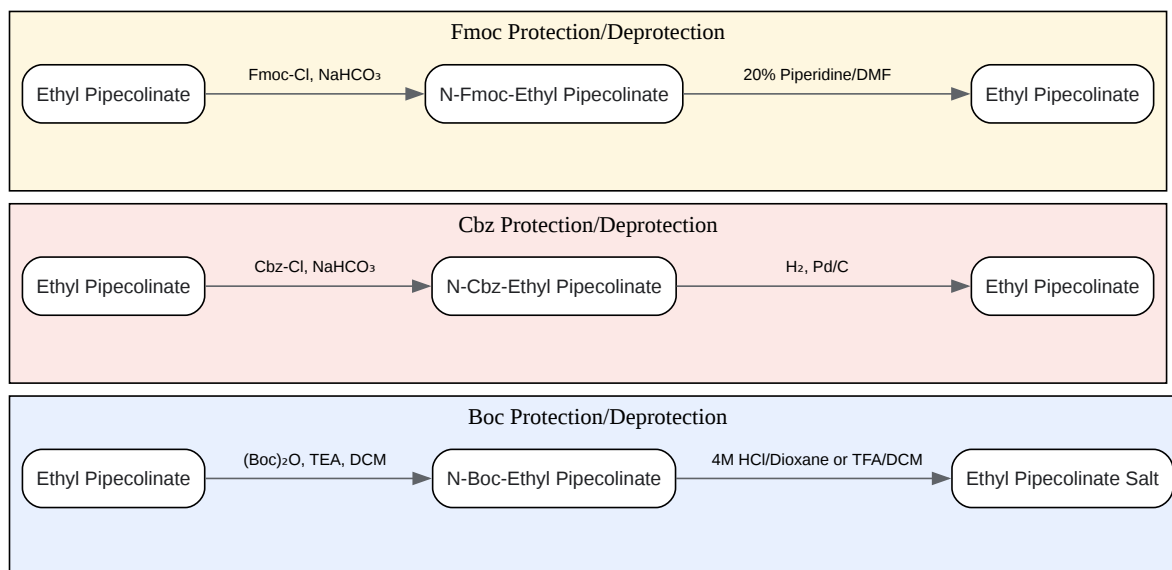 Fmoc Protection/Deprotection
Fmoc-Cl, NaHCO₃
20% Piperidine/DMF
Ethyl Pipecolinate
N-Fmoc-Ethyl Pipecolinate
Ethyl Pipecolinate
Cbz Protection/Deprotection
Cbz-Cl, NaHCO₃
H₂, Pd/C
Ethyl Pipecolinate
N-Cbz-Ethyl Pipecolinate
Ethyl Pipecolinate
Boc Protection/Deprotection
(Boc)₂O, TEA, DCM
4M HCl/Dioxane or TFA/DCM
Ethyl Pipecolinate
N-Boc-Ethyl Pipecolinate
Ethyl Pipecolinate Salt